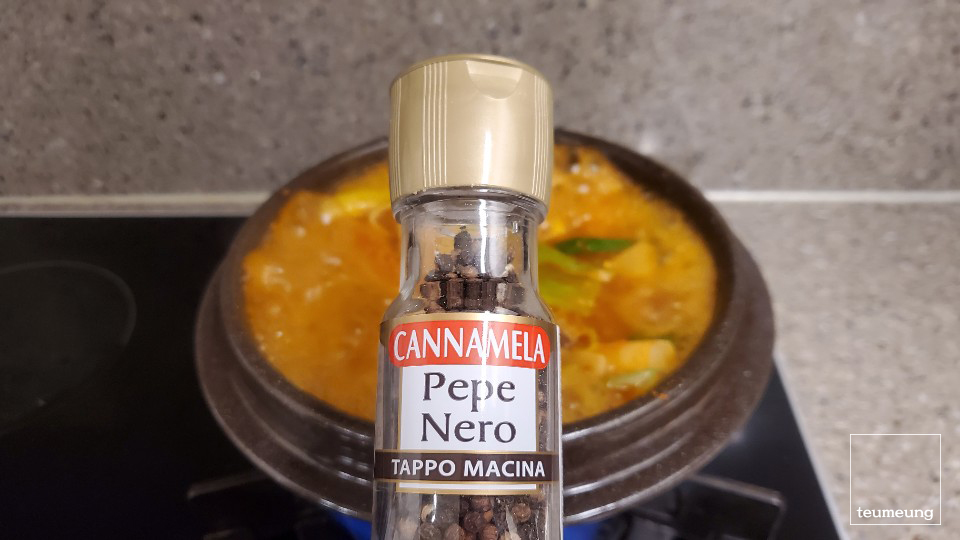 CANNAMELA
Pepe
Nero
TAPPO MACINA
teumeung